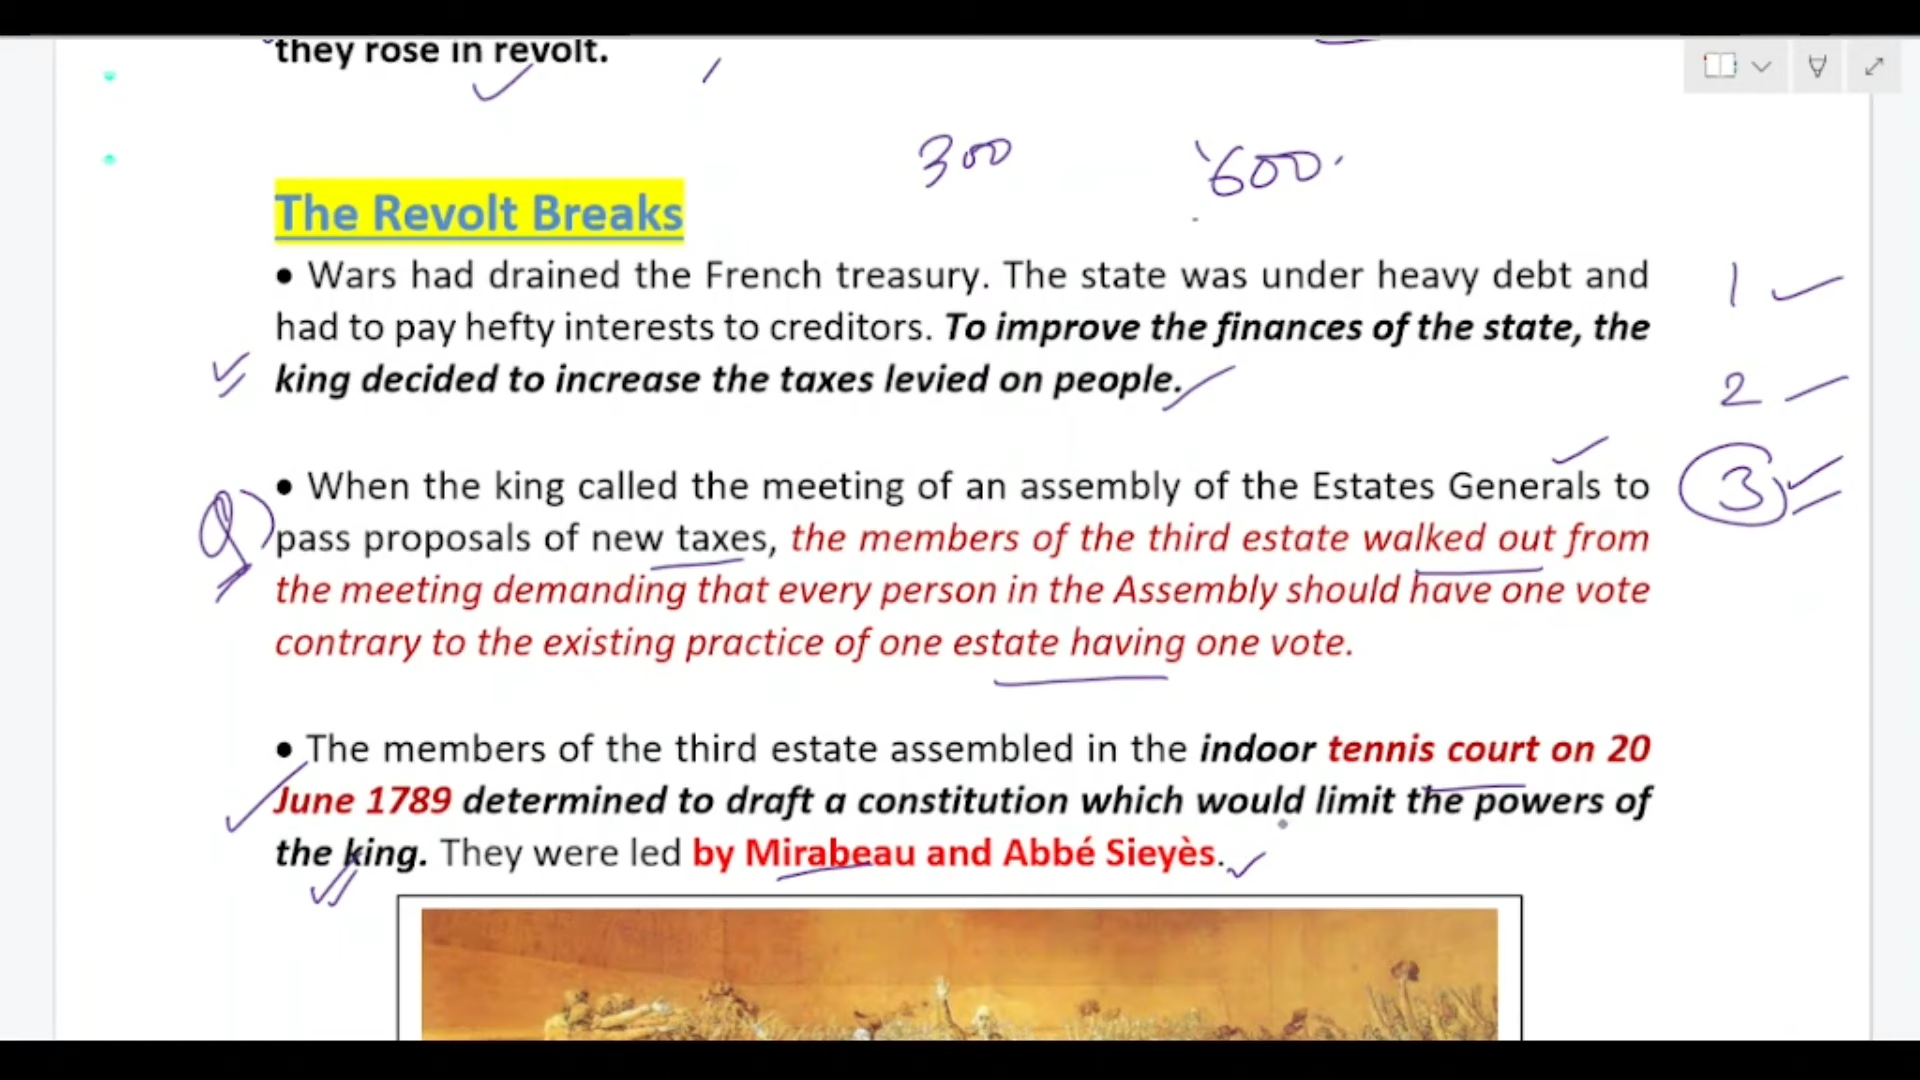 they rose in revolt.
300 600
The Revolt Breaks
• Wars had drained the French treasury. The state was under heavy debt and
had to pay hefty interests to creditors. To improve the finances of the state, the
king decided to increase the taxes levied on people.
1
2
• When the king called the meeting of an assembly of the Estates Generals to
3
pass proposals of new taxes, the members of the third estate walked out from
the meeting demanding that every person in the Assembly should have one vote
contrary to the existing practice of one estate having one vote.
• The members of the third estate assembled in the indoor tennis court on 20
June 1789 determined to draft a constitution which would limit the powers of
the king. They were led by Mirabeau and Abbé Sieyès.